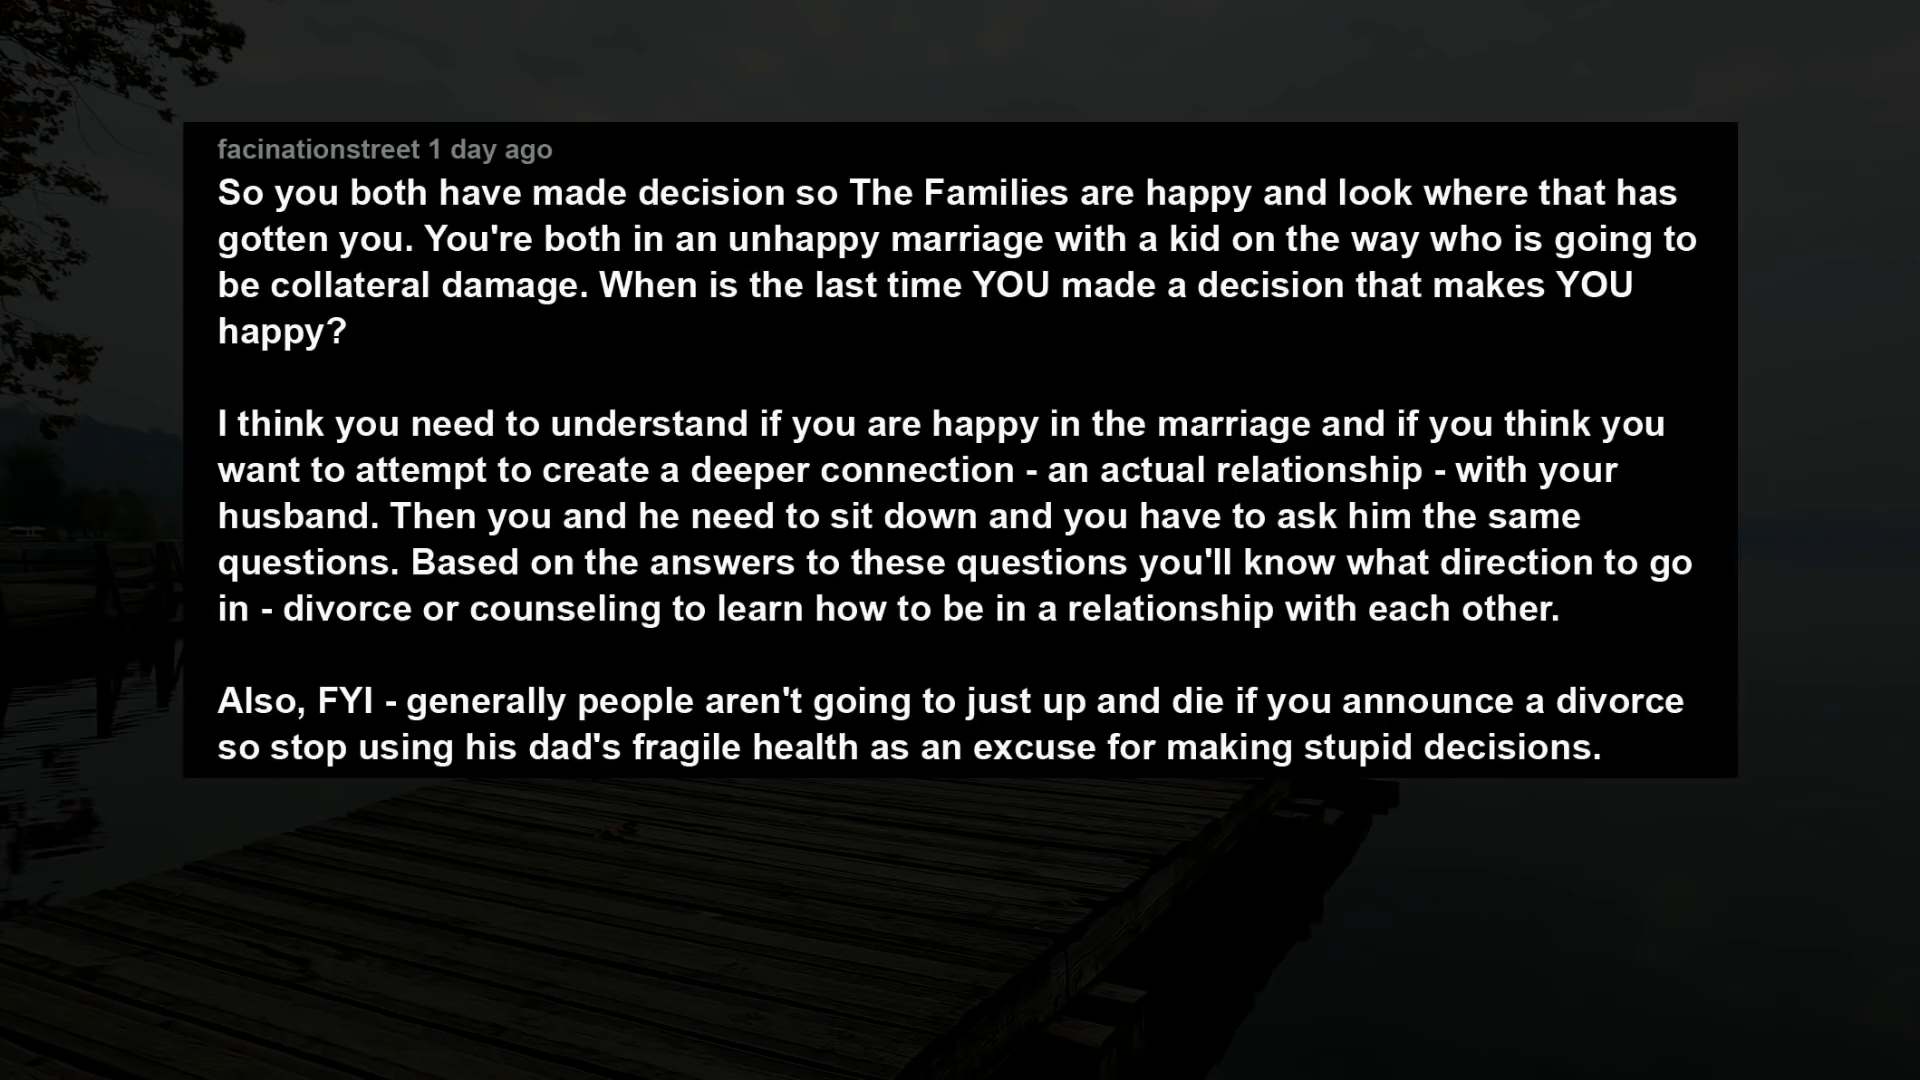 facinationstreet 1 day ago
So you both have made decision so The Families are happy and look where that has
gotten you. You're both in an unhappy marriage with a kid on the way who is going to
be collateral damage. When is the last time YOU made a decision that makes YOU
happy?
I think you need to understand if you are happy in the marriage and if you think you
want to attempt to create a deeper connection - an actual relationship - with your
husband. Then you and he need to sit down and you have to ask him the same
questions. Based on the answers to these questions you'll know what direction to go
in - divorce or counseling to learn how to be in a relationship with each other.
Also, FYI - generally people aren't going to just up and die if you announce a divorce
so stop using his dad's fragile health as an excuse for making stupid decisions.